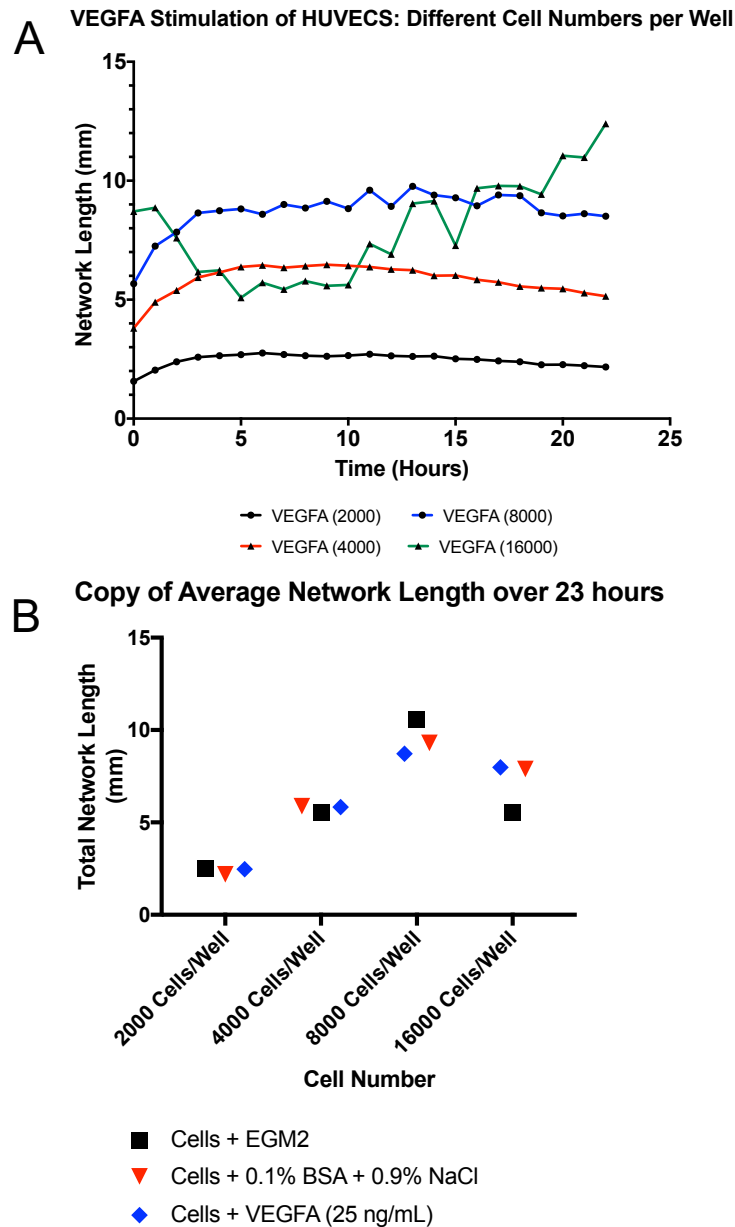 VEGFA Stimulation of HUVECS: Different Cell Numbers per Well
A
Network Length (mm)
15
10
5
0
0 5 10 15 20 25
Time (Hours)
VEGFA (2000) VEGFA (8000)
VEGFA (4000) VEGFA (16000)
Copy of Average Network Length over 23 hours
B
Total Network Length
(mm)
15
10
5
0
2000 Cells/Well
4000 Cells/Well
8000 Cells/Well
16000 Cells/Well
Cell Number
Cells + EGM2
Cells + 0.1% BSA + 0.9% NaCl
Cells + VEGFA (25 ng/mL)